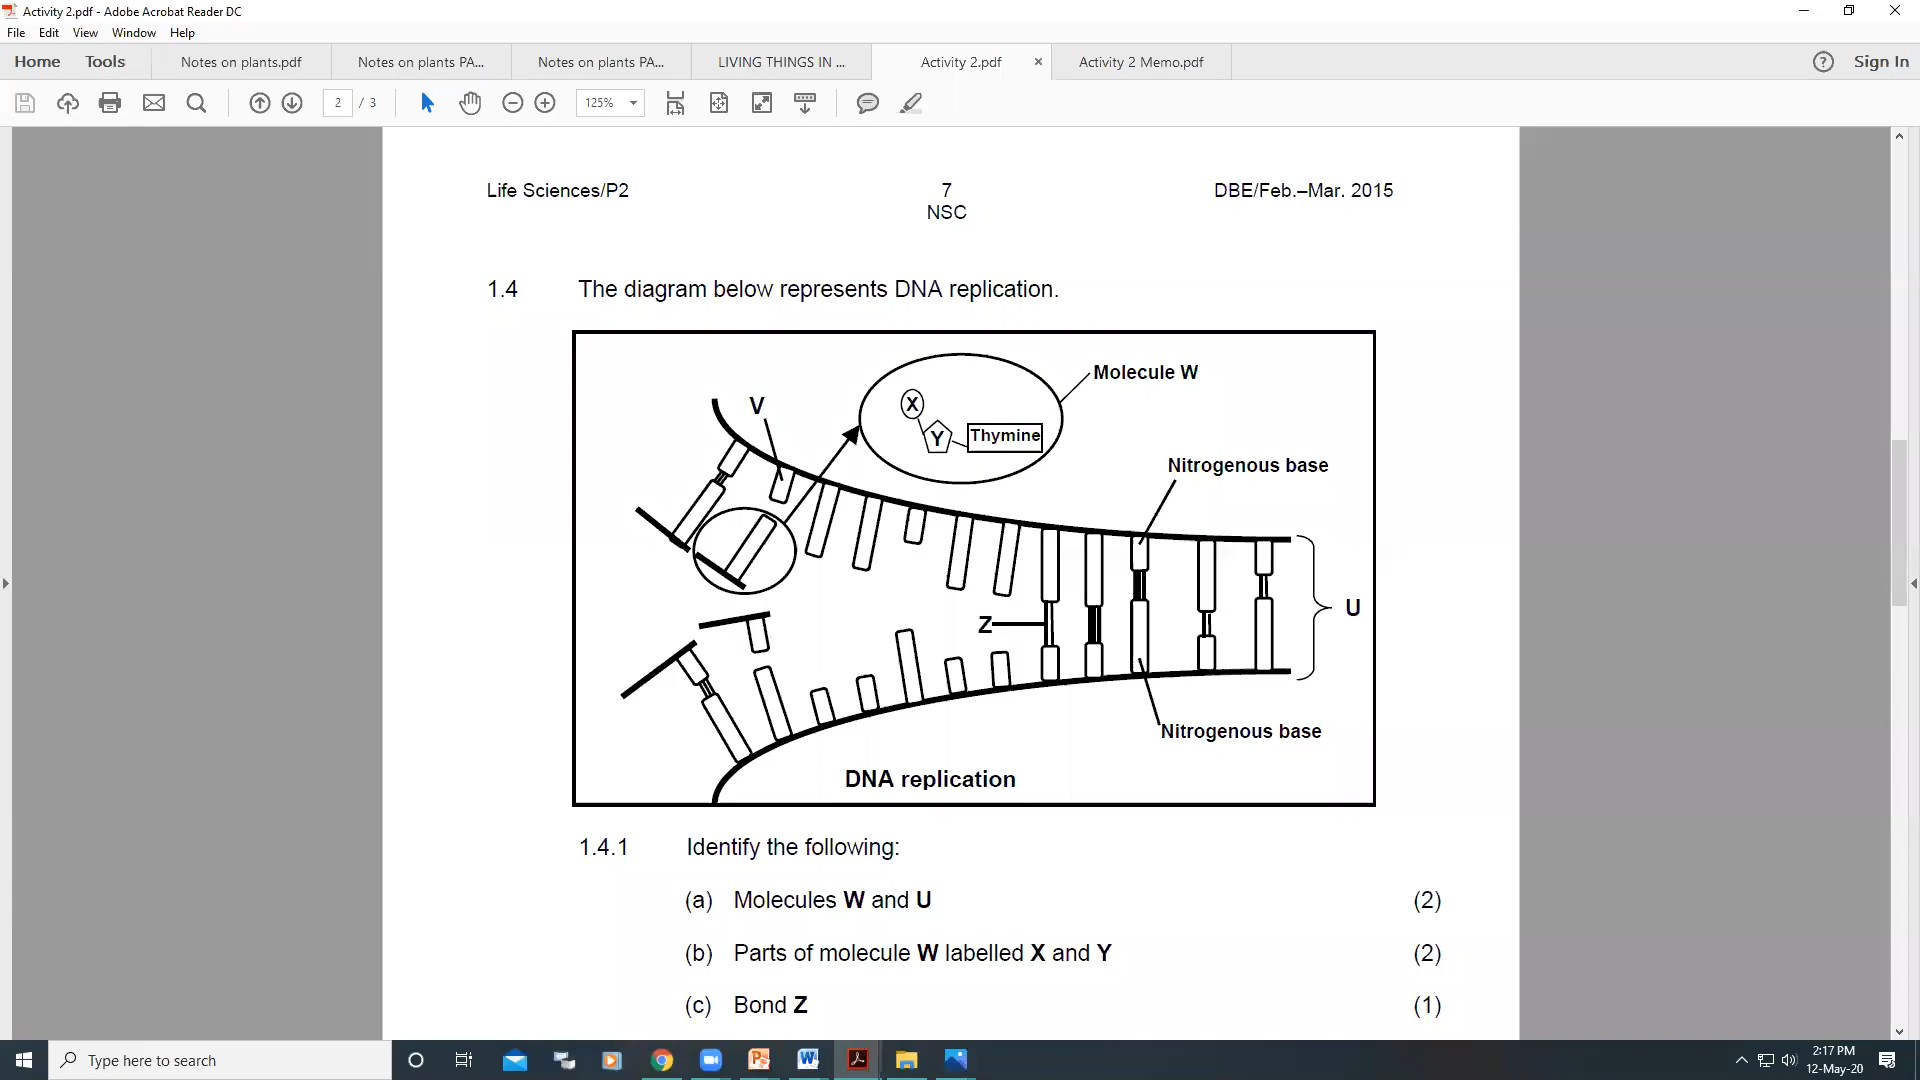 Activity 2.pdf - Adobe Acrobat Reader DC
File Edit View Window Help
Home Tools Notes on plants.pdf Notes on plants PA... Notes on plants PA... LIVING THINGS IN ... Activity 2.pdf × Activity 2 Memo.pdf ? Sign In
2 / 3 125%
Life Sciences/P2 7 DBE/Feb.–Mar. 2015
NSC
1.4 The diagram below represents DNA replication.
Molecule W
X
V
Y Thymine
Nitrogenous base
U
Z
Nitrogenous base
DNA replication
1.4.1 Identify the following:
(a) Molecules W and U (2)
(b) Parts of molecule W labelled X and Y (2)
(c) Bond Z (1)
Type here to search
2:17 PM
12-May-20